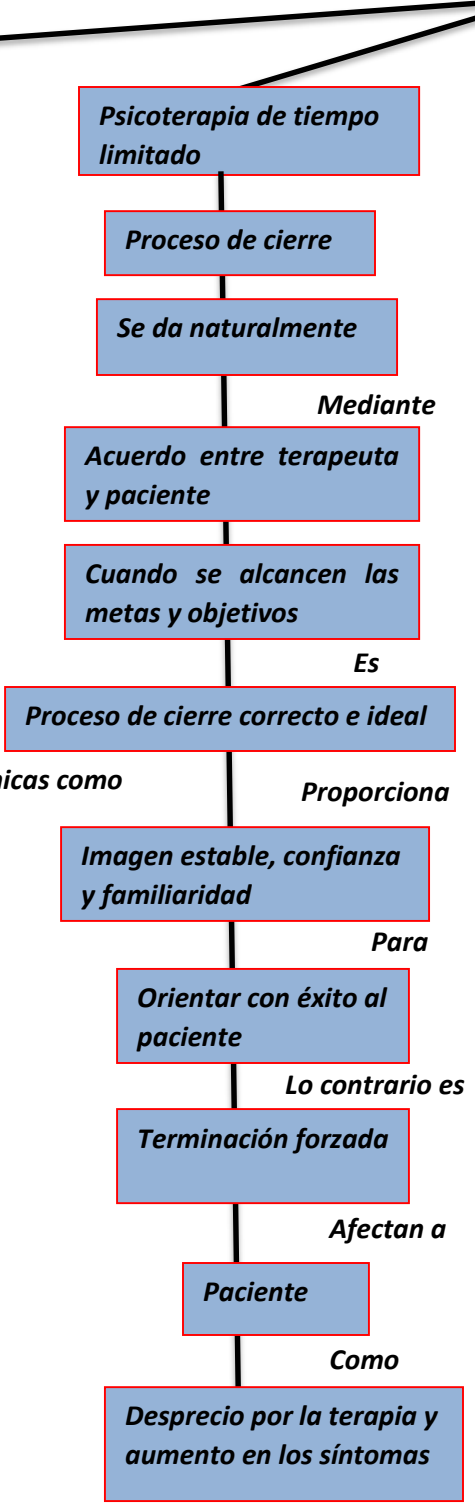 Psicoterapia de tiempo
limitado
Proceso de cierre
Se da naturalmente
Mediante
Acuerdo entre terapeuta
y paciente
Cuando se alcancen las
metas y objetivos
Es
Proceso de cierre correcto e ideal
como
Proporciona
Imagen estable, confianza
y familiaridad
Para
Orientar con éxito al
paciente
Lo contrario es
Terminación forzada
Afectan a
Paciente
Como
Desprecio por la terapia y
aumento en los síntomas